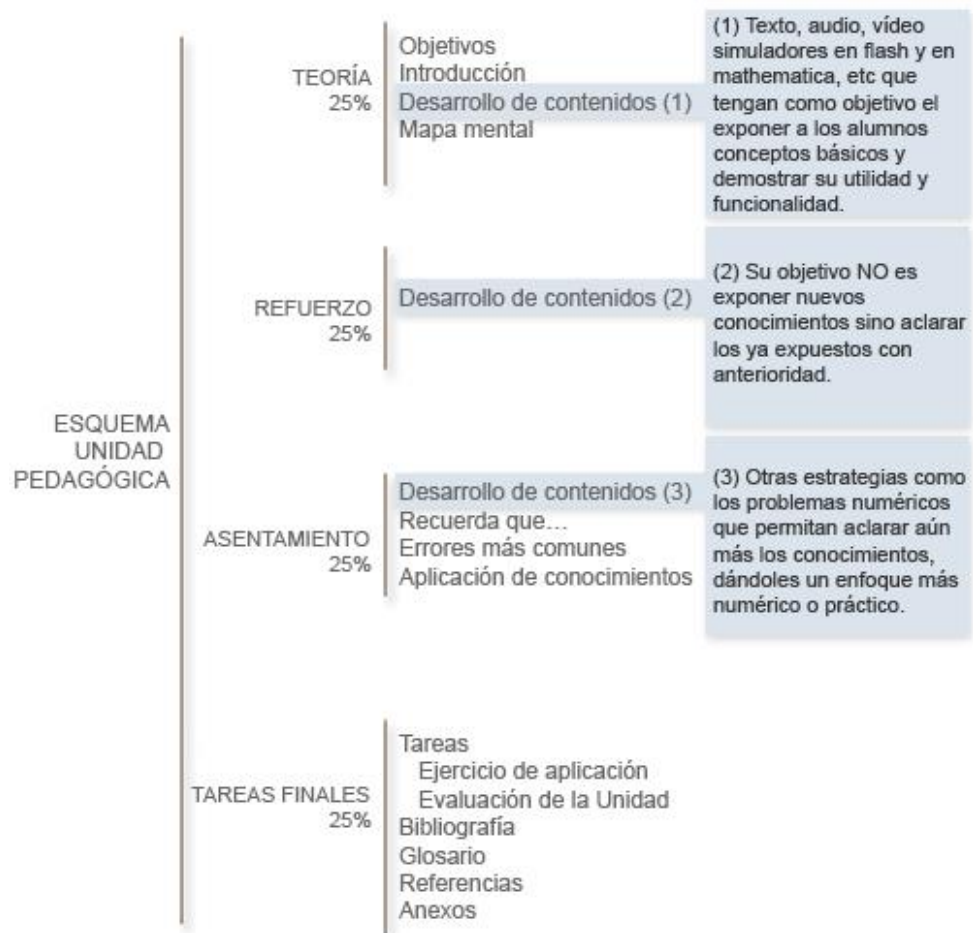 ESQUEMA
UNIDAD
PEDAGÓGICA
TEORÍA
25%
Objetivos
Introducción
Desarrollo de contenidos (1)
Mapa mental
(1) Texto, audio, vídeo
simuladores en flash y en
mathematica, etc que
tengan como objetivo el
exponer a los alumnos
conceptos básicos y
demostrar su utilidad y
funcionalidad.
REFUERZO
25%
Desarrollo de contenidos (2)
(2) Su objetivo NO es
exponer nuevos
conocimientos sino aclarar
los ya expuestos con
anterioridad.
ASENTAMIENTO
25%
Desarrollo de contenidos (3)
Recuerda que...
Errores más comunes
Aplicación de conocimientos
(3) Otras estrategias como
los problemas numéricos
que permitan aclarar aún
más los conocimientos,
dándoles un enfoque más
numérico o práctico.
TAREAS FINALES
25%
Tareas
Ejercicio de aplicación
Evaluación de la Unidad
Bibliografía
Glosario
Referencias
Anexos